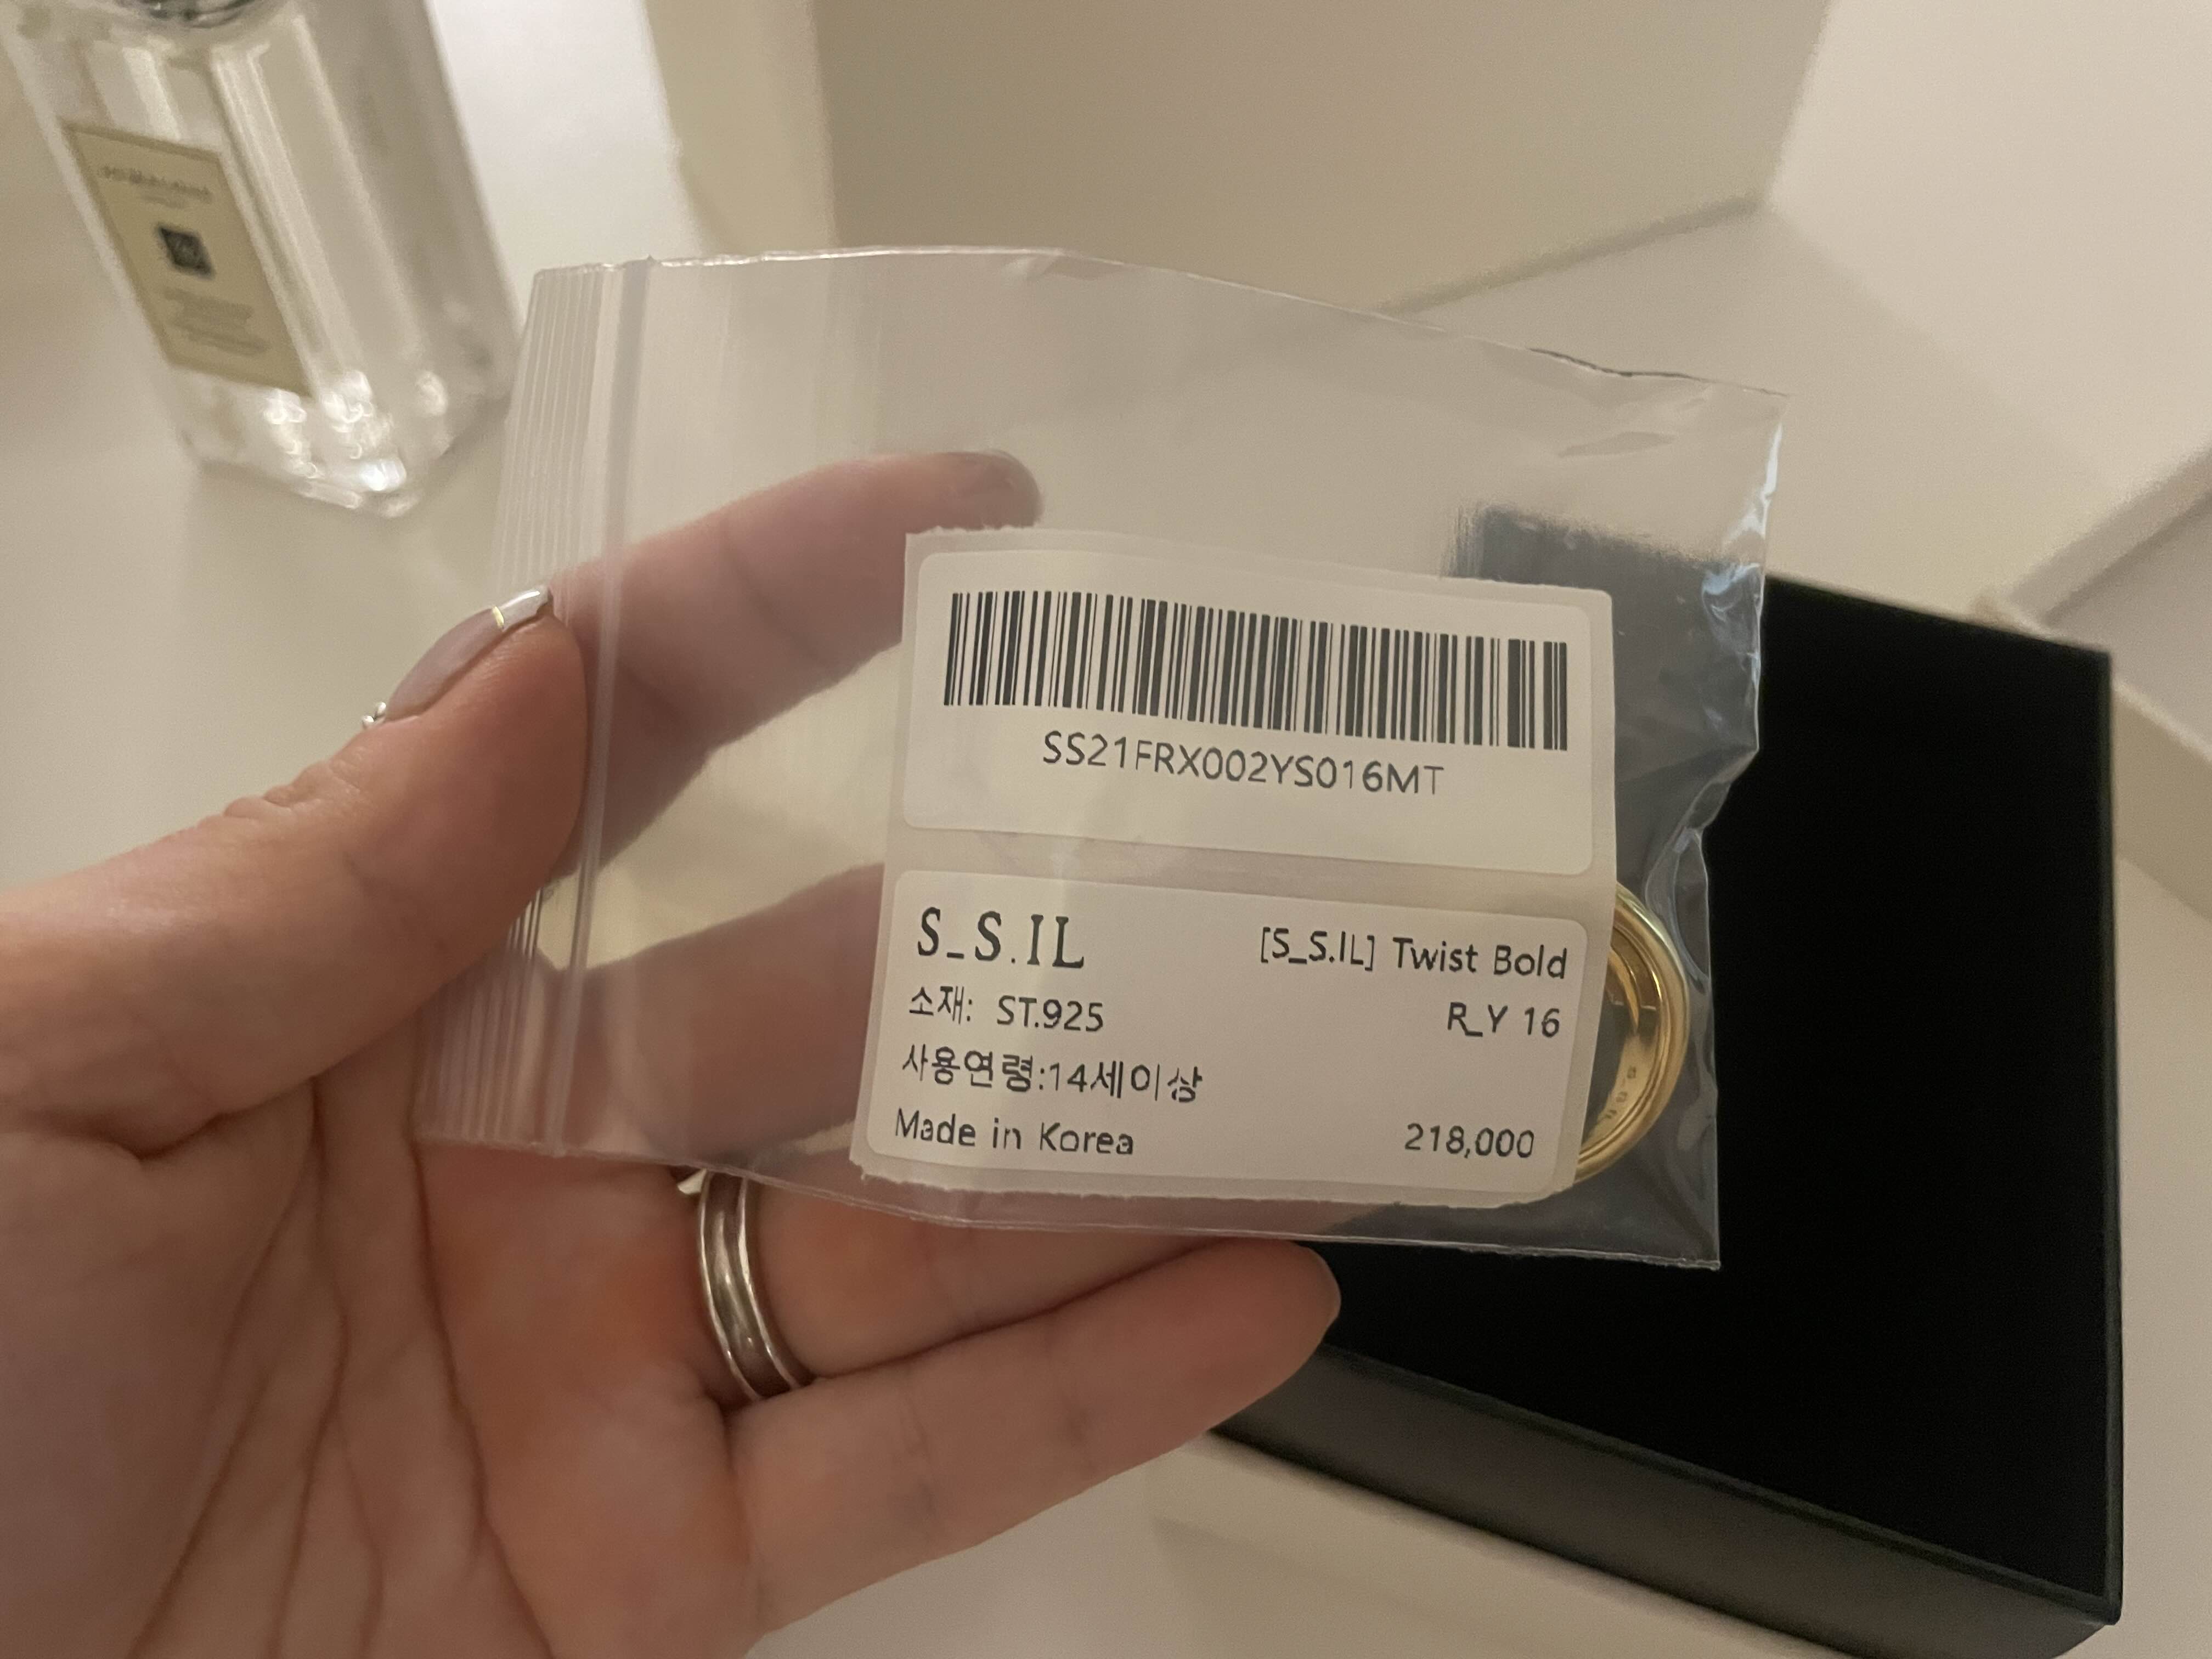 SS21FRX002YS016MT
S_S.IL
[S_S.IL] Twist Bold
R_Y 16
소재: ST.925
사용연령:14세이상
Made in Korea
218,000